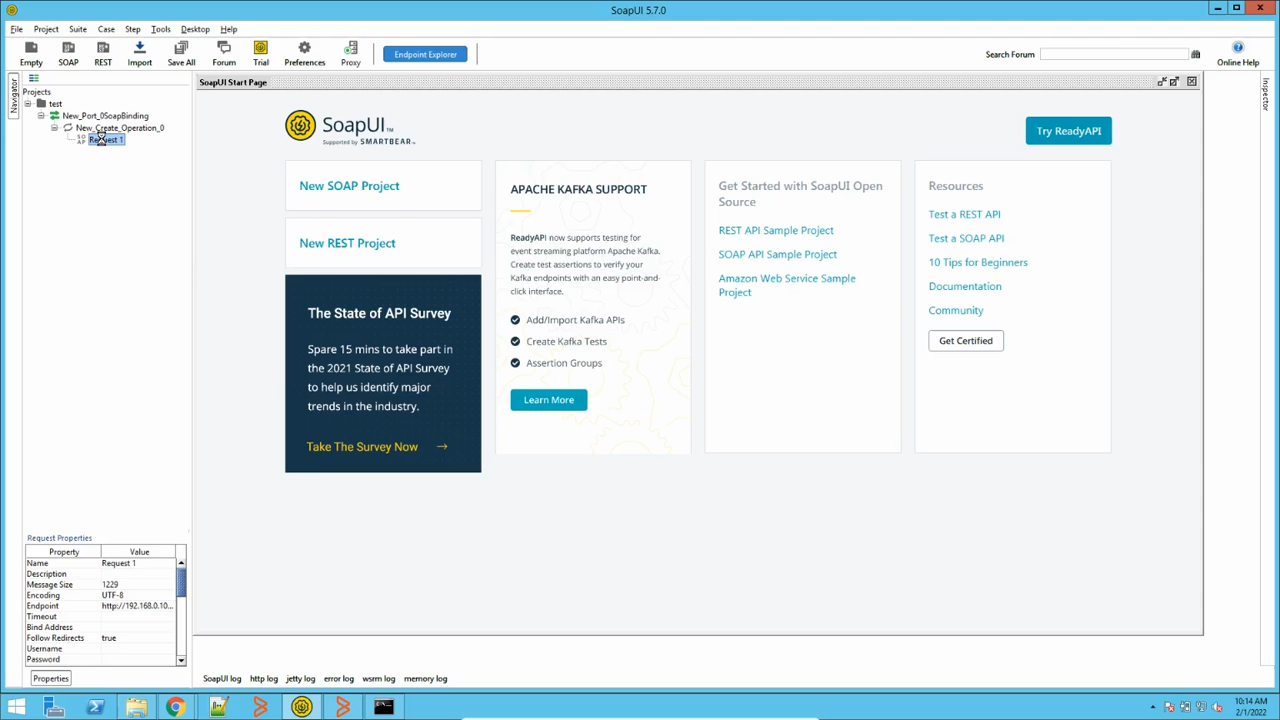 SoapUI 5.7.0
File Project Suite Case Step Tools Desktop Help
Empty SOAP REST Import Save All Forum Trial Preferences Proxy Endpoint Explorer Search Forum Online Help
Navigator
Projects
test
New_Port_0SoapBinding
New_Create_Operation_0
SO
AP
Request 1
SoapUI Start Page
SoapUI™
Supported by SMARTBEAR
Try ReadyAPI
New SOAP Project
New REST Project
The State of API Survey
Spare 15 mins to take part in
the 2021 State of API Survey
to help us identify major
trends in the industry.
Take The Survey Now →
APACHE KAFKA SUPPORT
ReadyAPI now supports testing for
event streaming platform Apache Kafka.
Create test assertions to verify your
Kafka endpoints with an easy point-and-
click interface.
Add/Import Kafka APIs
Create Kafka Tests
Assertion Groups
Learn More
Get Started with SoapUI Open
Source
REST API Sample Project
SOAP API Sample Project
Amazon Web Service Sample
Project
Resources
Test a REST API
Test a SOAP API
10 Tips for Beginners
Documentation
Community
Get Certified
Inspector
Request Properties
Property Value
Name Request 1
Description
Message Size 1229
Encoding UTF-8
Endpoint http://192.168.0.10...
Timeout
Bind Address
Follow Redirects true
Username
Password
Properties
SoapUI log http log jetty log error log wsrm log memory log
10:14 AM
2/1/2022